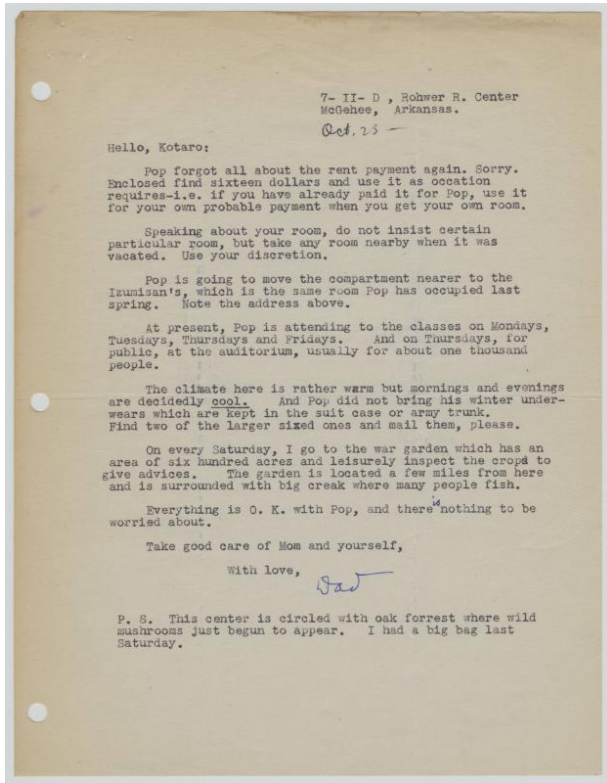 7- II- D , Rohwer R. Center
McGehee, Arkansas.
Oct. 25 —
Hello, Kotaro:
Pop forgot all about the rent payment again. Sorry.
Enclosed find sixteen dollars and use it as occation
requires-i.e. if you have already paid it for Pop, use it
for your own probable payment when you get your own room.
Speaking about your room, do not insist certain
particular room, but take any room nearby when it was
vacated. Use your discretion.
Pop is going to move the compartment nearer to the
Izumisan's, which is the same room Pop has occupied last
spring. Note the address above.
At present, Pop is attending to the classes on Mondays,
Tuesdays, Thursdays and Fridays. And on Thursdays, for
public, at the auditorium, usually for about one thousand
people.
The climate here is rather warm but mornings and evenings
are decidedly cool. And Pop did not bring his winter under-
wears which are kept in the suit case or army trunk.
Find two of the larger sized ones and mail them, please.
On every Saturday, I go to the war garden which has an
area of six hundred acres and leisurely inspect the crops to
give advices. The garden is located a few miles from here
and is surrounded with big creak where many people fish.
Everything is O. K. with Pop, and there is nothing to be
worried about.
Take good care of Mom and yourself,
With love,
Dad
P. S. This center is circled with oak forrest where wild
mushrooms just begun to appear. I had a big bag last
Saturday.